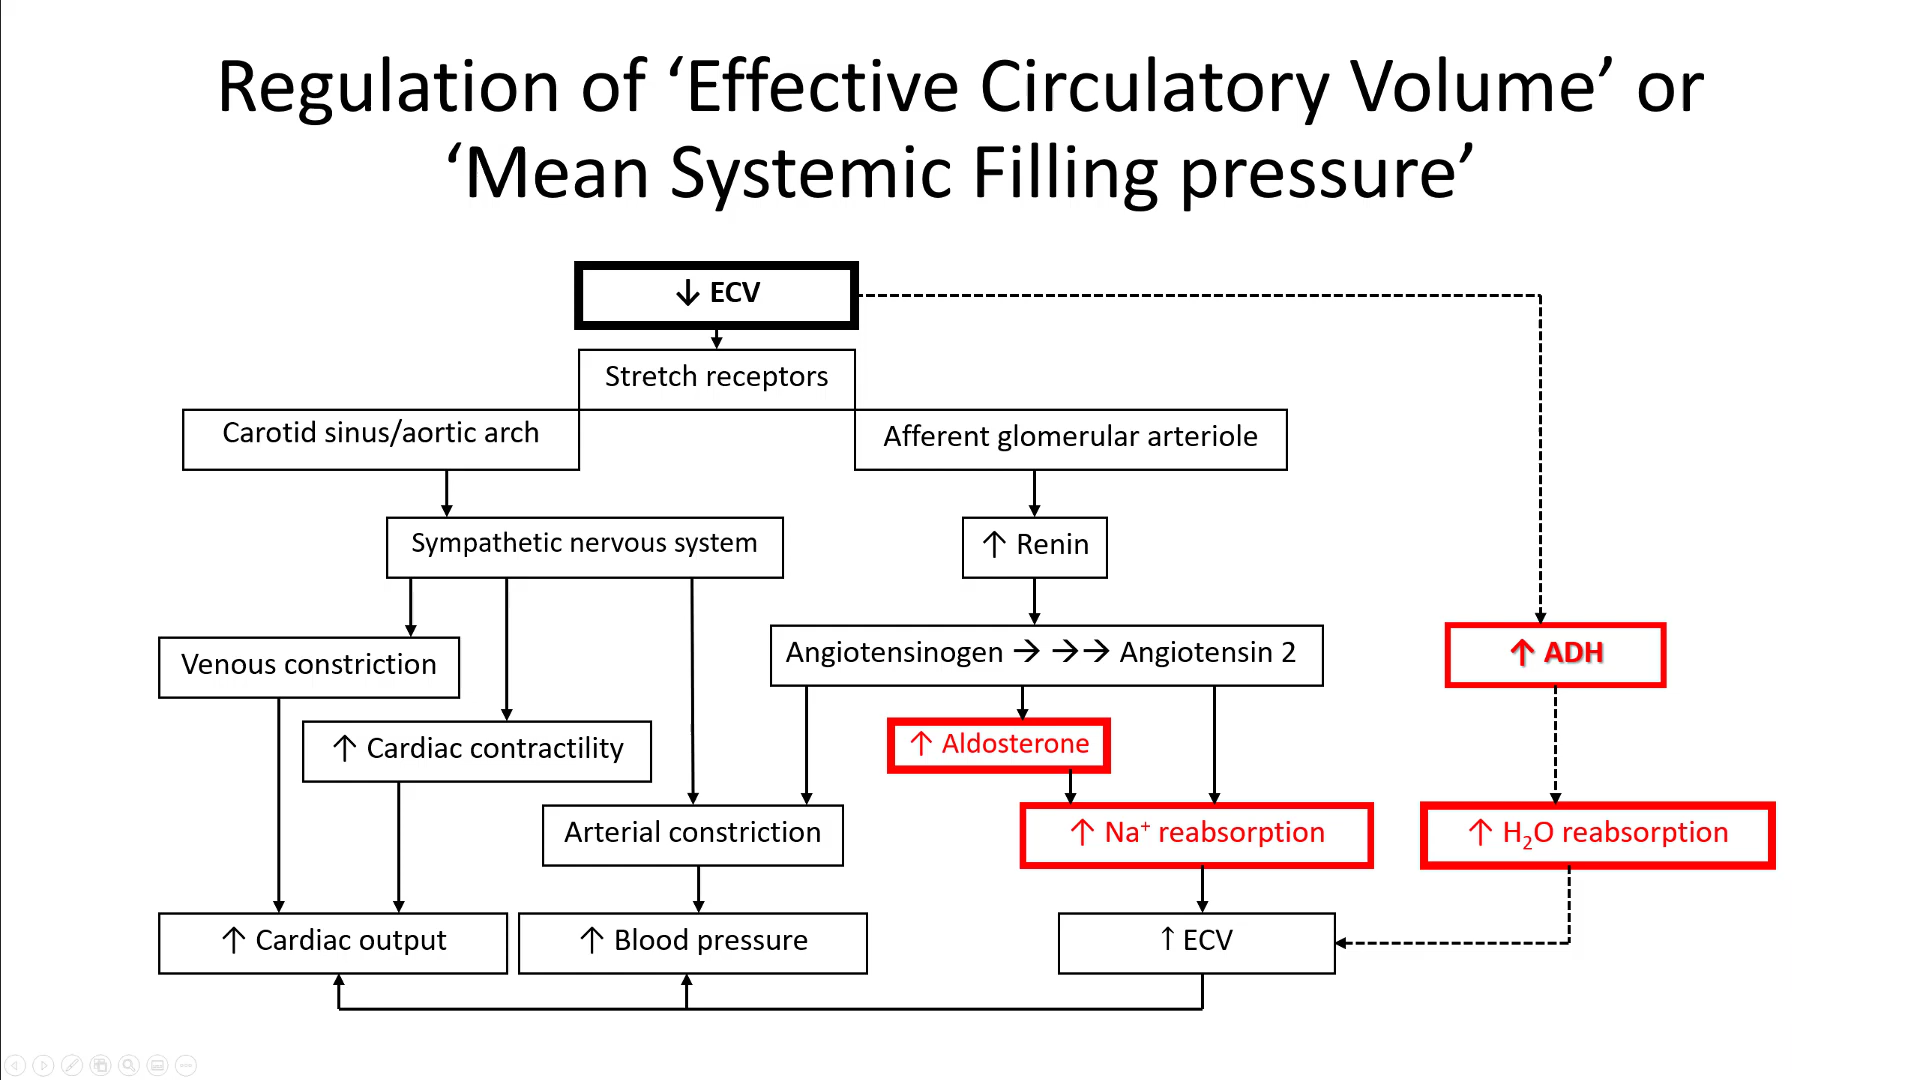 Regulation of ‘Effective Circulatory Volume’ or
‘Mean Systemic Filling pressure’
↓ ECV
Stretch receptors
Carotid sinus/aortic arch
Afferent glomerular arteriole
Sympathetic nervous system
↑ Renin
Venous constriction
Angiotensinogen → →→ Angiotensin 2
↑ ADH
↑ Cardiac contractility
↑ Aldosterone
Arterial constriction
↑ Na⁺ reabsorption
↑ H₂O reabsorption
↑ Cardiac output
↑ Blood pressure
↑ ECV